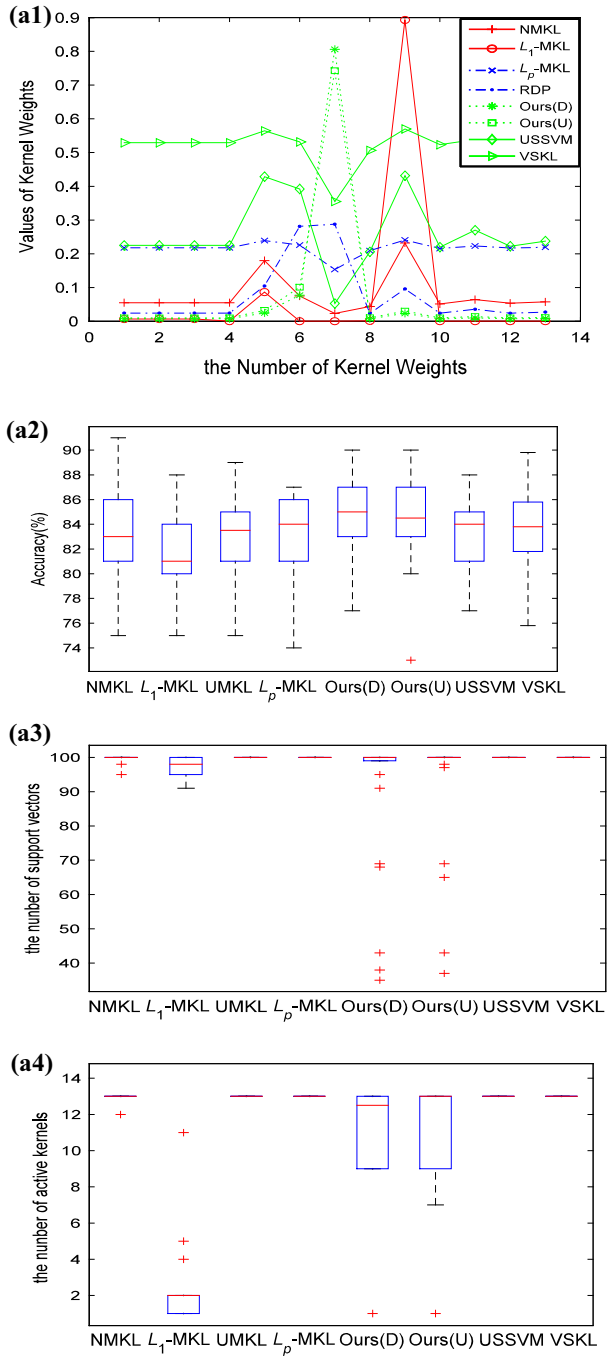 (a1)
0.9
0.8
0.7
0.6
0.5
0.4
0.3
0.2
0.1
0
Values of Kernel Weights
0 2 4 6 8 10 12 14
the Number of Kernel Weights
NMKL
L1-MKL
Lp-MKL
RDP
Ours(D)
Ours(U)
USSVM
VSKL
(a2)
90
88
86
84
82
80
78
76
74
Accuracy(%)
NMKL L1-MKL UMKL Lp-MKL Ours(D) Ours(U) USSVM VSKL
(a3)
100
90
80
70
60
50
40
the nunber of support vectors
NMKL L1-MKL UMKL Lp-MKL Ours(D) Ours(U) USSVM VSKL
(a4)
14
12
10
8
6
4
2
the number of active kernels
NMKL L1-MKL UMKL Lp-MKL Ours(D) Ours(U) USSVM VSKL